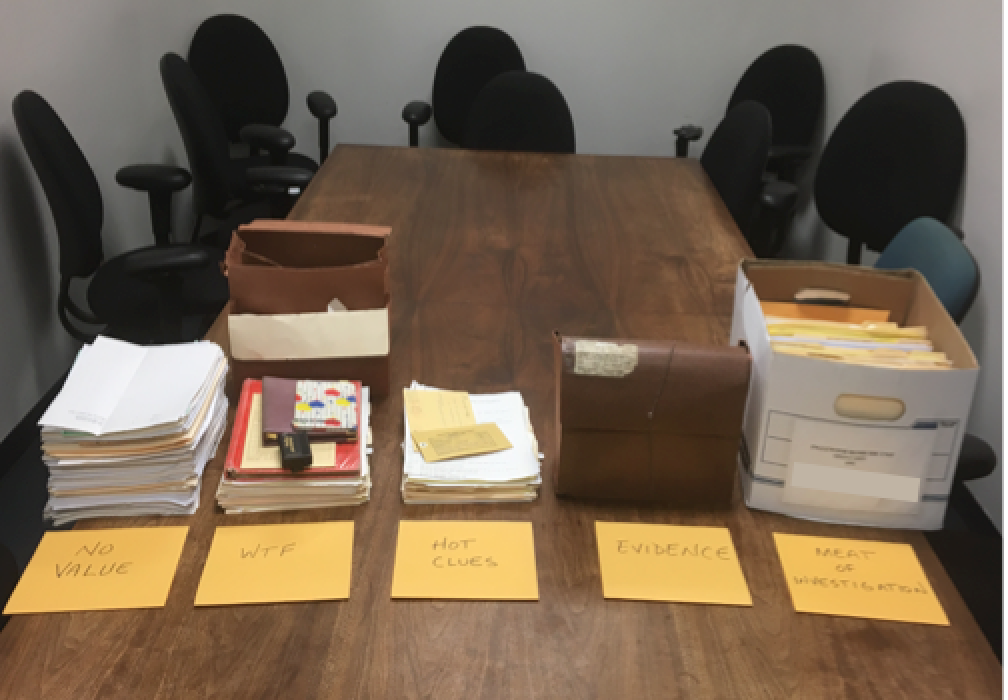 NO
VALUE
WTF
HOT
CLUES
EVIDENCE
MEAT
OF
INVESTIGATION